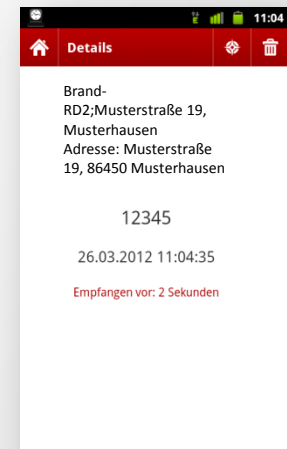 11:04
Details
Brand-
RD2;Musterstraße 19,
Musterhausen
Adresse: Musterstraße
19, 86450 Musterhausen
12345
26.03.2012 11:04:35
Empfangen vor: 2 Sekunden